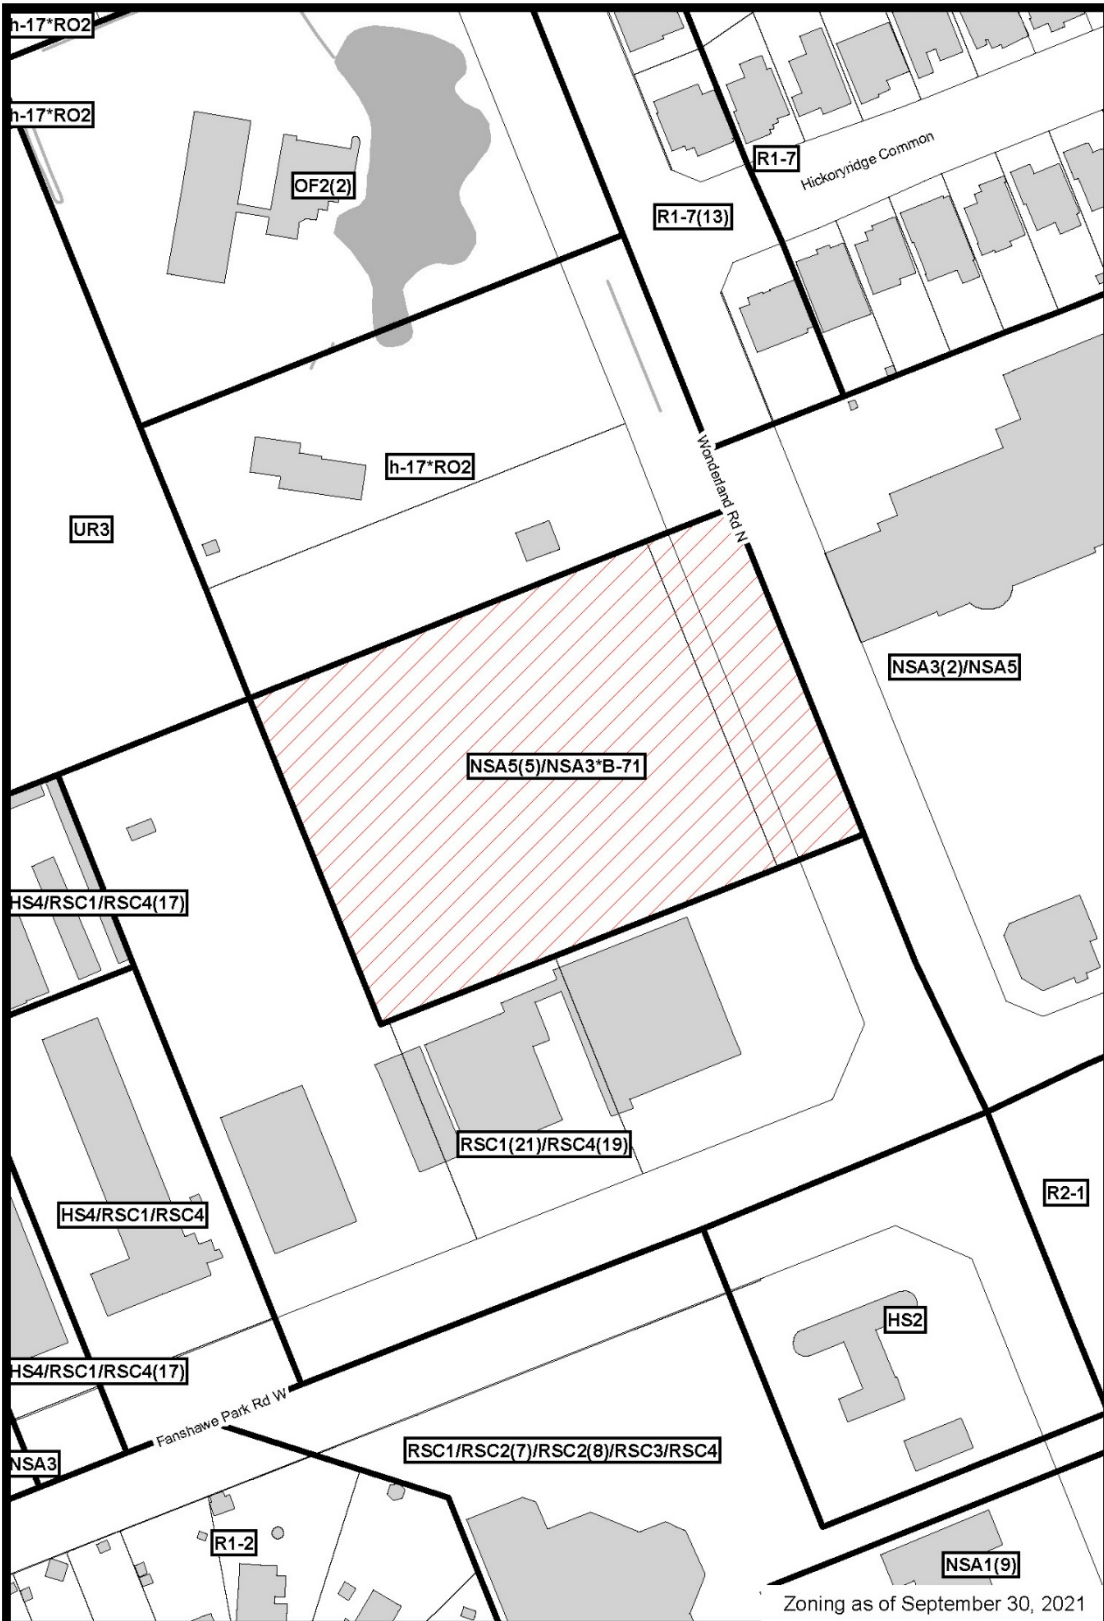 h-17*RO2
h-17*RO2
R1-7
Hickoryridge Common
OF2(2)
R1-7(13)
h-17*RO2
Wonderland Rd N
UR3
NSA3(2)/NSA5
NSA5(5)/NSA3*B-71
HS4/RSC1/RSC4(17)
RSC1(21)/RSC4(19)
R2-1
HS4/RSC1/RSC4
HS2
HS4/RSC1/RSC4(17)
Fanshawe Park Rd W
RSC1/RSC2(7)/RSC2(8)/RSC3/RSC4
NSA3
R1-2
NSA1(9)
Zoning as of September 30, 2021